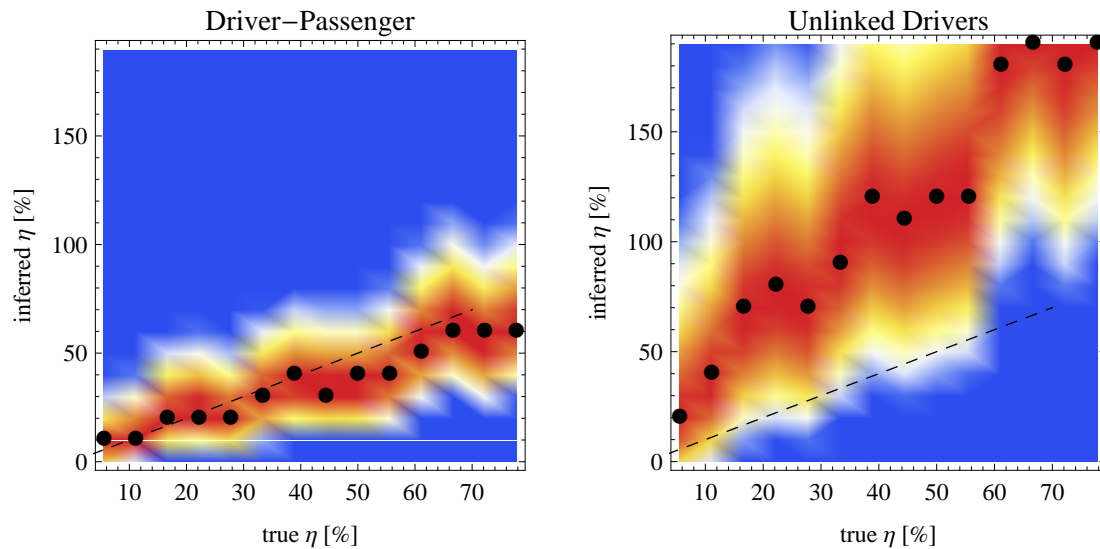 Driver−Passenger
150
100
50
0
inferred η [%]
10 20 30 40 50 60 70
true η [%]
Unlinked Drivers
150
100
50
0
inferred η [%]
10 20 30 40 50 60 70
true η [%]